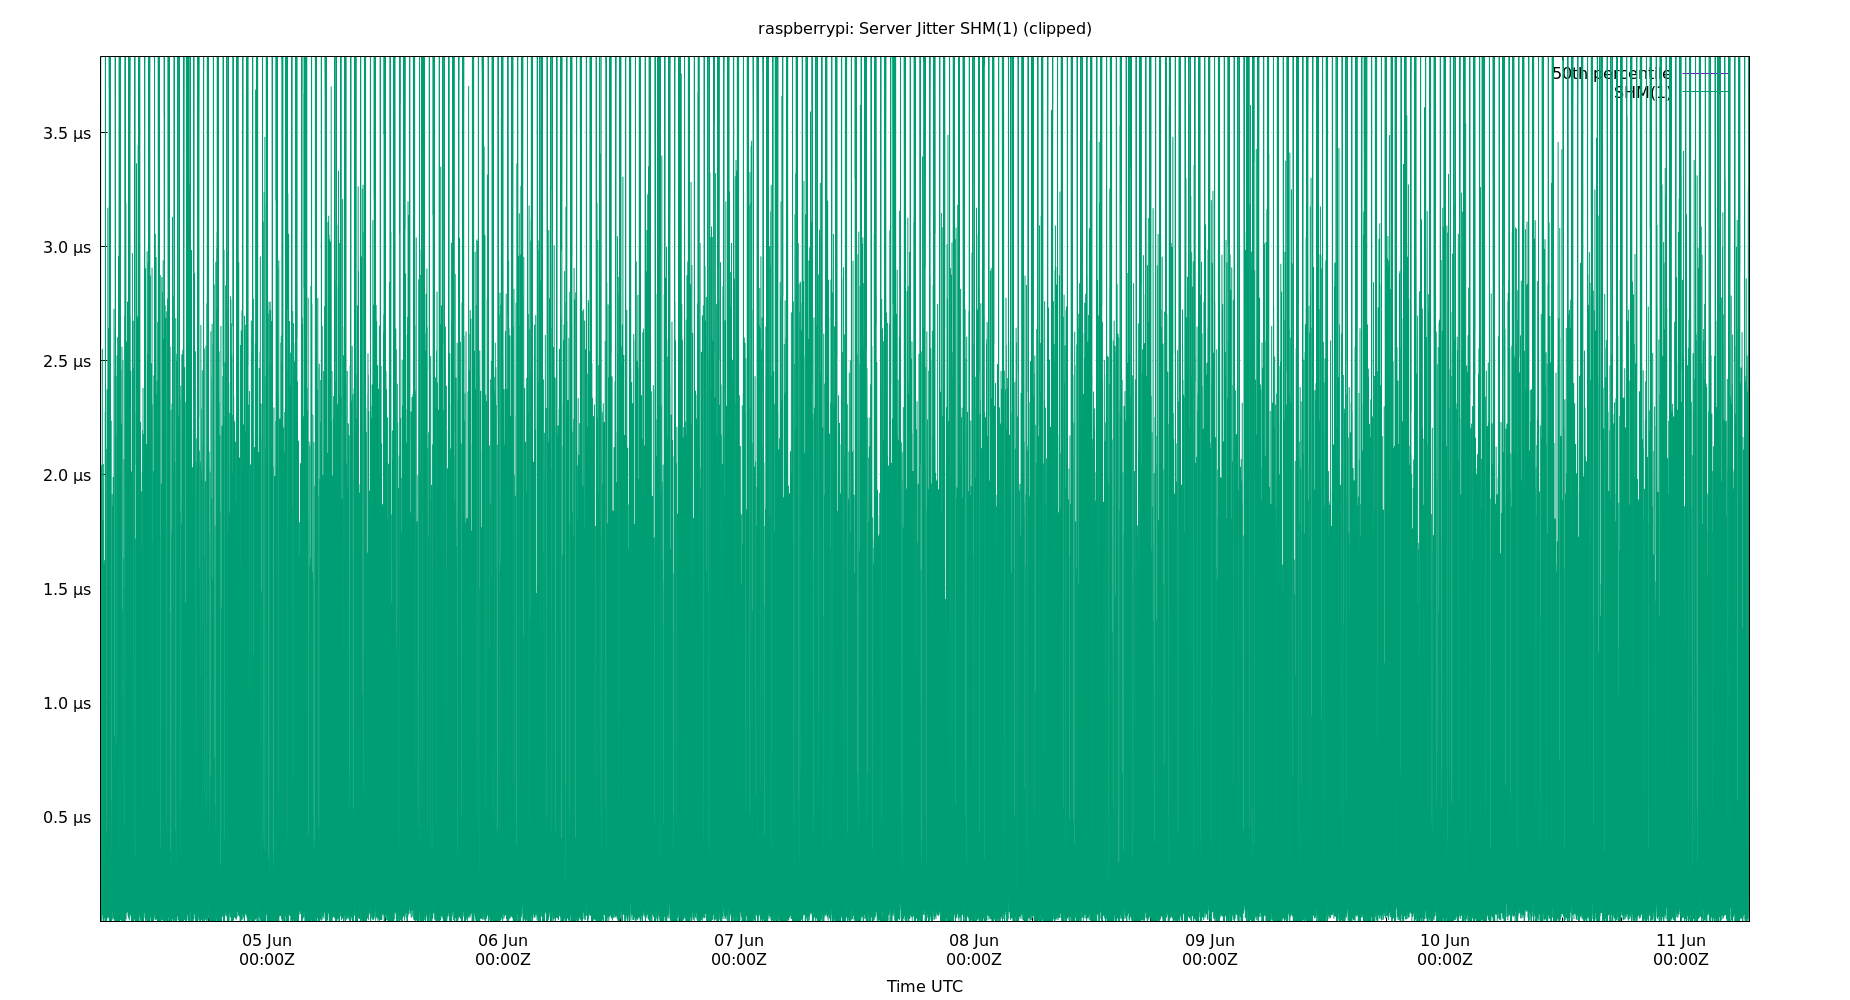 raspberrypi: Server Jitter SHM(1) (clipped)
50th percentile
SHM(1)
3.5 µs
3.0 µs
2.5 µs
2.0 µs
1.5 µs
1.0 µs
0.5 µs
05 Jun 06 Jun 07 Jun 08 Jun 09 Jun 10 Jun 11 Jun
00:00Z 00:00Z 00:00Z 00:00Z 00:00Z 00:00Z 00:00Z
Time UTC